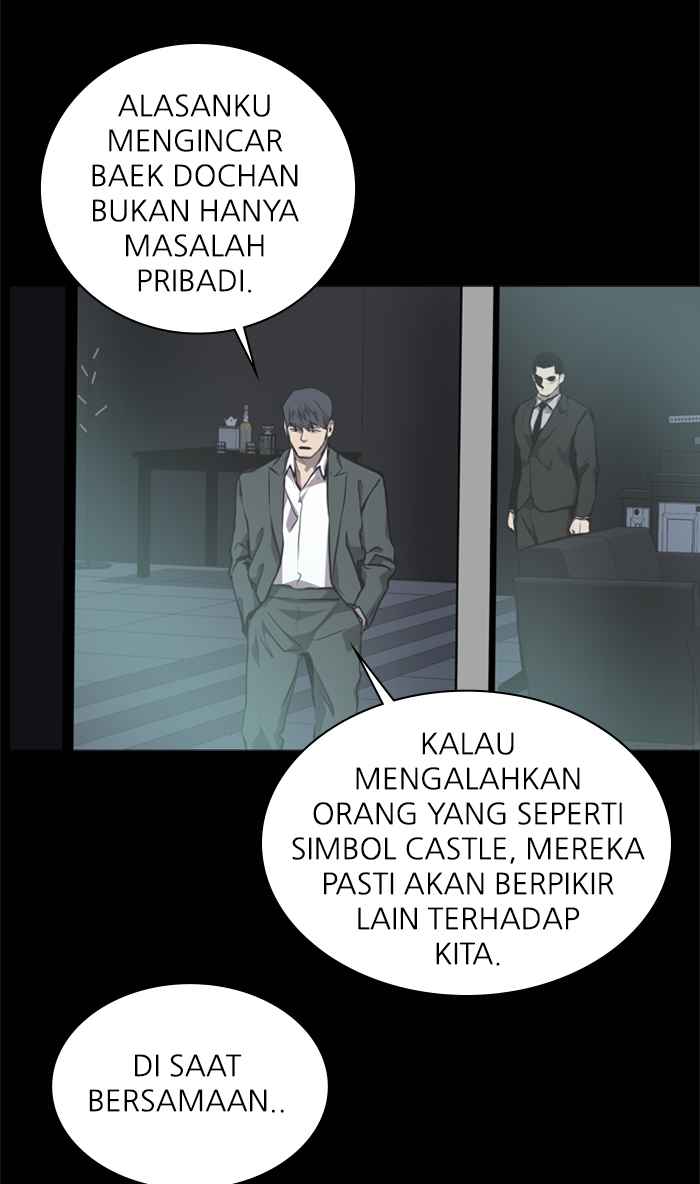 ALASANKU
MENGINCAR
BAEK DOCHAN
BUKAN HANYA
MASALAH
PRIBADI.
KALAU
MENGALAHKAN
ORANG YANG SEPERTI
SIMBOL CASTLE, MEREKA
PASTI AKAN BERPIKIR
LAIN TERHADAP
KITA.
DI SAAT
BERSAMAAN..